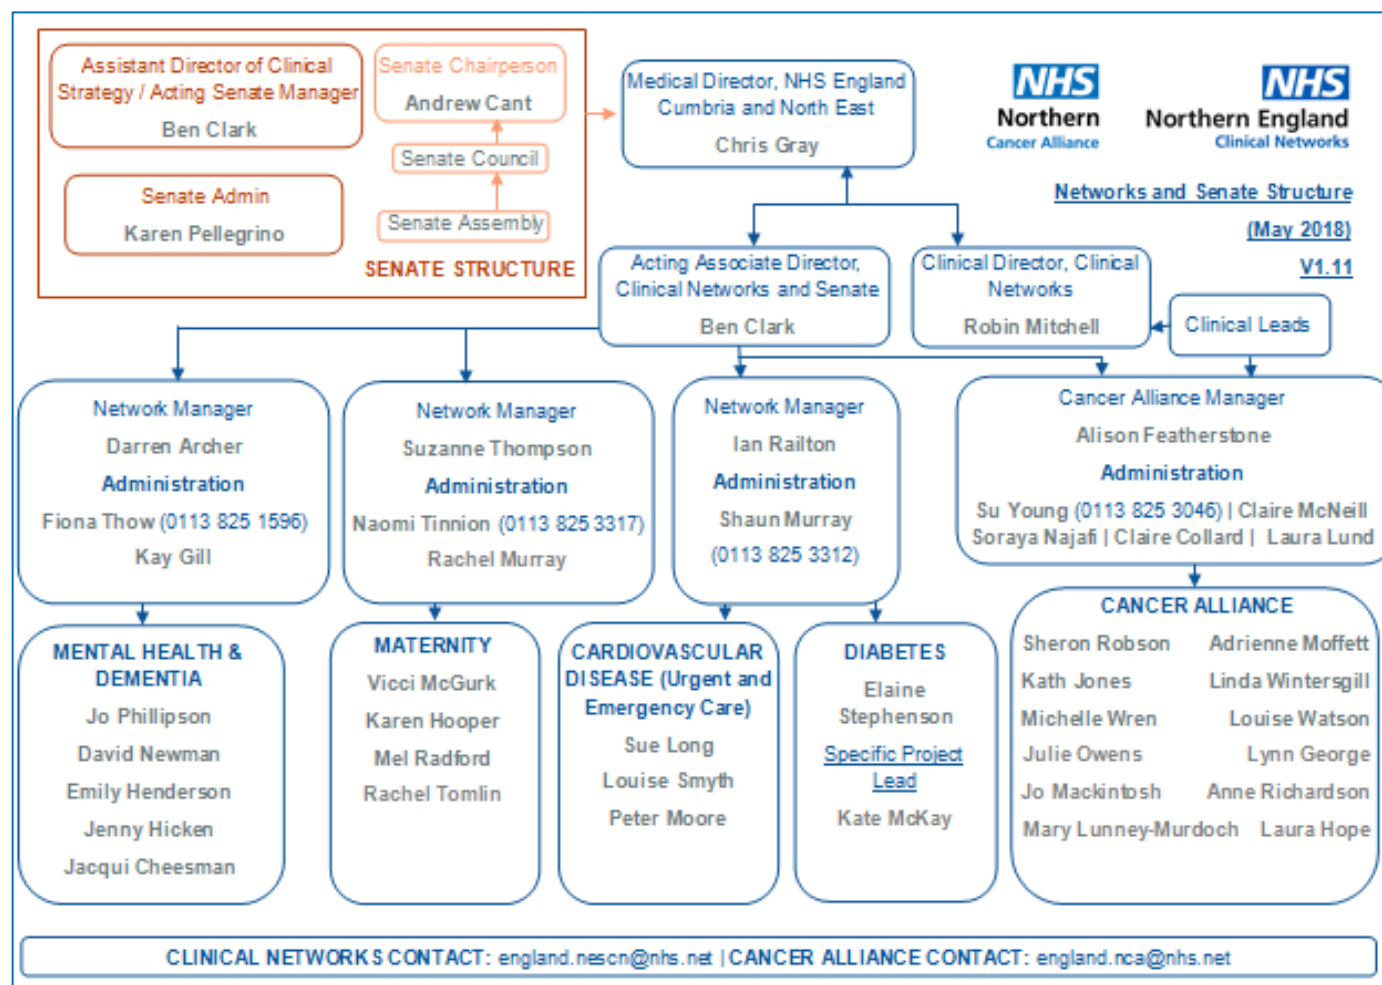 Assistant Director of Clinical
Strategy / Acting Senate Manager
Ben Clark
Senate Admin
Karen Pellegrino
Senate Chairperson
Andrew Cant
Senate Council
Senate Assembly
SENATE STRUCTURE
Medical Director, NHS England
Cumbria and North East
Chris Gray
NHS
Northern
Cancer Alliance
NHS
Northern England
Clinical Networks
Networks and Senate Structure
(May 2018)
V1.11
Acting Associate Director,
Clinical Networks and Senate
Ben Clark
Clinical Director, Clinical
Networks
Robin Mitchell
Clinical Leads
Network Manager
Darren Archer
Administration
Fiona Thow (0113 825 1596)
Kay Gill
Network Manager
Suzanne Thompson
Administration
Naomi Tinnion (0113 825 3317)
Rachel Murray
Network Manager
Ian Railton
Administration
Shaun Murray
(0113 825 3312)
Cancer Alliance Manager
Alison Featherstone
Administration
Su Young (0113 825 3046) | Claire McNeill
Soraya Najafi | Claire Collard | Laura Lund
MENTAL HEALTH &
DEMENTIA
Jo Phillipson
David Newman
Emily Henderson
Jenny Hicken
Jacqui Cheesman
MATERNITY
Vicci McGurk
Karen Hooper
Mel Radford
Rachel Tomlin
CARDIOVASCULAR
DISEASE (Urgent and
Emergency Care)
Sue Long
Louise Smyth
Peter Moore
DIABETES
Elaine
Stephenson
Specific Project
Lead
Kate McKay
CANCER ALLIANCE
Sheron Robson Adrienne Moffett
Kath Jones Linda Wintersgill
Michelle Wren Louise Watson
Julie Owens Lynn George
Jo Mackintosh Anne Richardson
Mary Lunney-Murdoch Laura Hope
CLINICAL NETWORKS CONTACT: england.nescn@nhs.net | CANCER ALLIANCE CONTACT: england.nca@nhs.net